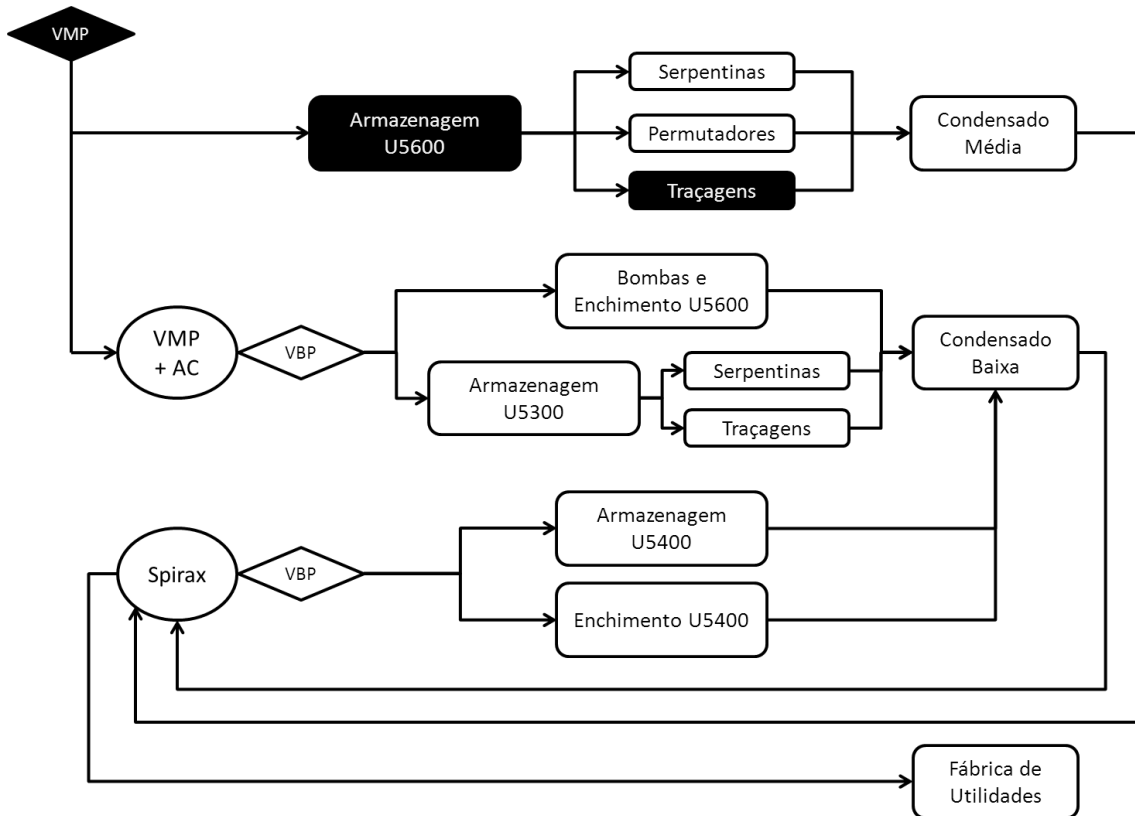 VMP
Armazenagem
U5600
Serpentinas
Permutadores
Traçagens
Condensado
Média
VMP
+ AC
VBP
Bombas e
Enchimento U5600
Armazenagem
U5300
Serpentinas
Traçagens
Condensado
Baixa
Spirax
VBP
Armazenagem
U5400
Enchimento U5400
Fábrica de
Utilidades